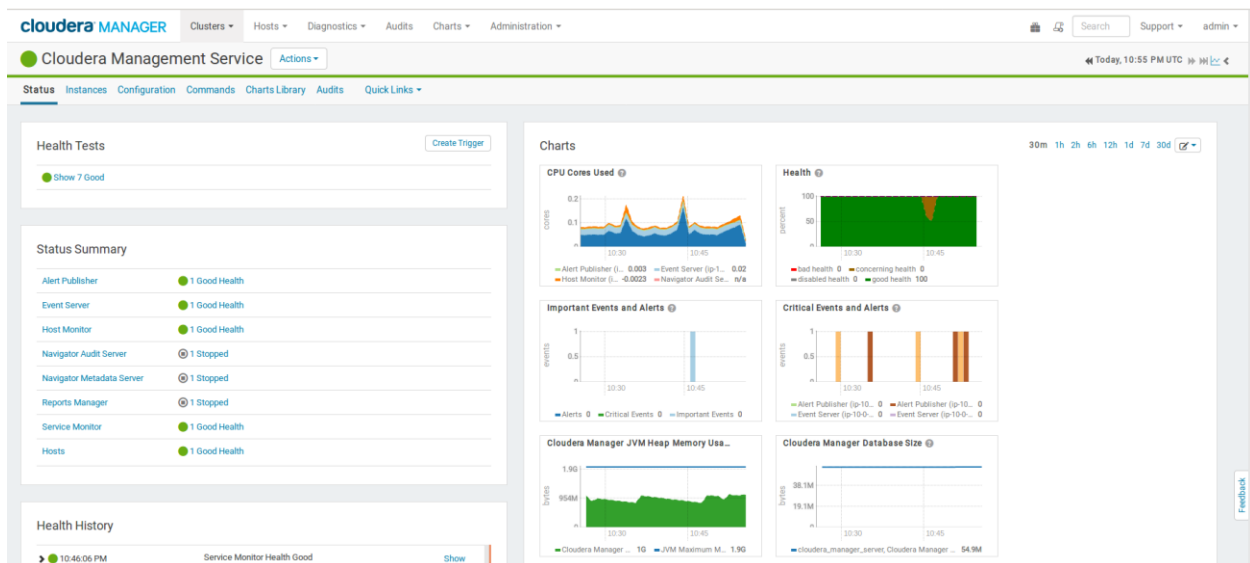 cloudera MANAGER Clusters Hosts Diagnostics Audits Charts Administration Search Support admin
Cloudera Management Service Actions Today, 10:55 PM UTC
Status Instances Configuration Commands Charts Library Audits Quick Links
Health Tests Create Trigger
Show 7 Good
Status Summary
Alert Publisher 1 Good Health
Event Server 1 Good Health
Host Monitor 1 Good Health
Navigator Audit Server 1 Stopped
Navigator Metadata Server 1 Stopped
Reports Manager 1 Stopped
Service Monitor 1 Good Health
Hosts 1 Good Health
Health History
10:46:06 PM Service Monitor Health Good Show
Charts 30m 1h 2h 6h 12h 1d 7d 30d
CPU Cores Used
cores
0.2
0.1
10:30 10:45
Alert Publisher (i... 0.003 Event Server (ip-1... 0.02
Host Monitor (i... -0.0023 Navigator Audit Se... n/a
Health
percent
100
50
0
10:30 10:45
bad health 0 concerning health 0
disabled health 0 good health 100
Important Events and Alerts
events
1
0.5
0
10:30 10:45
Alerts 0 Critical Events 0 Important Events 0
Critical Events and Alerts
events
1
0.5
0
10:30 10:45
Alert Publisher (ip-10... 0 Alert Publisher (ip-10... 0
Event Server (ip-10-0-... 0 Event Server (ip-10-0-... 0
Cloudera Manager JVM Heap Memory Usa...
bytes
1.9G
954M
0
10:30 10:45
Cloudera Manager ... 1G JVM Maximum M... 1.9G
Cloudera Manager Database Size
bytes
38.1M
19.1M
0
10:30 10:45
cloudera_manager_server, Cloudera Manager ... 54.9M
Feedback